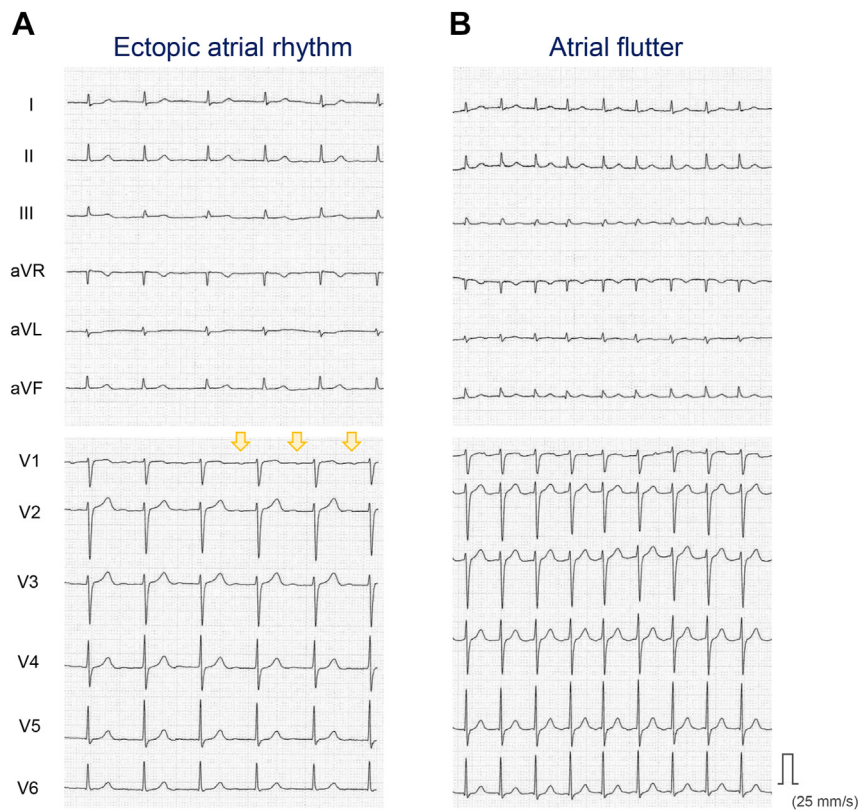 A
Ectopic atrial rhythm
I
II
III
aVR
aVL
aVF
V1
V2
V3
V4
V5
V6
B
Atrial flutter
(25 mm/s)